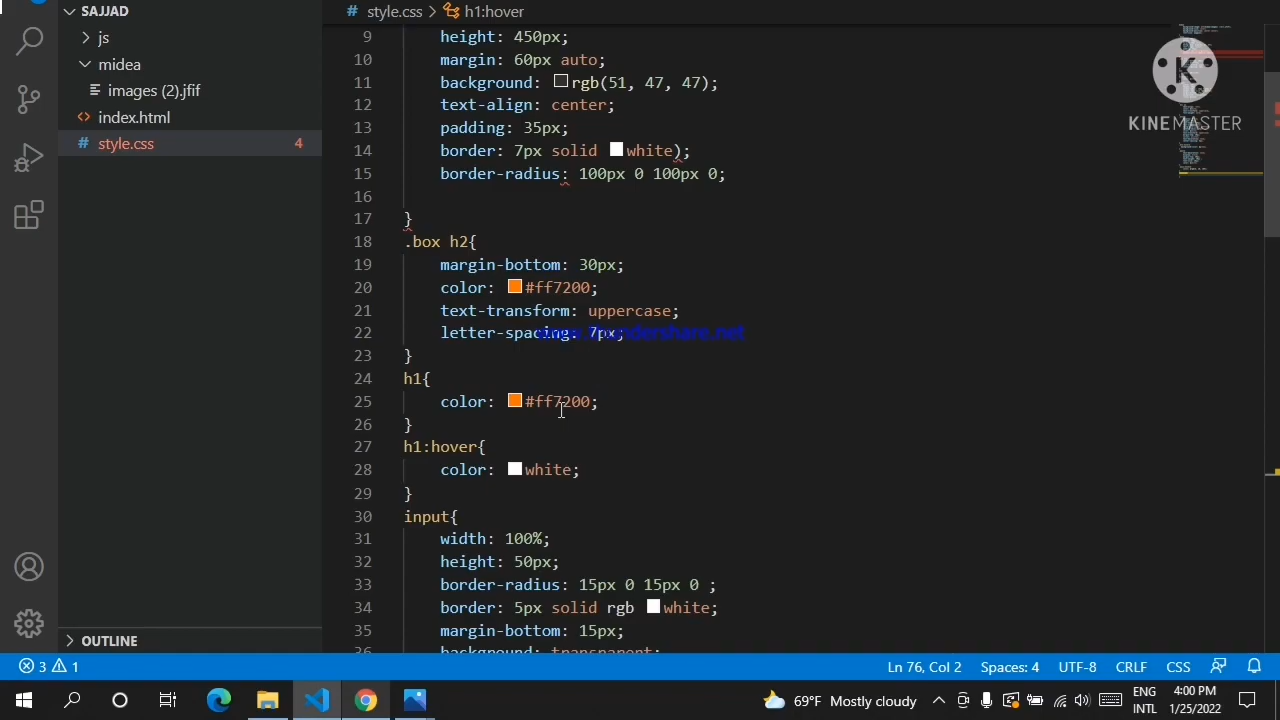 SAJJAD
js
midea
images (2).jfif
index.html
style.css 4
OUTLINE
style.css > h1:hover
9 height: 450px;
10 margin: 60px auto;
11 background: rgb(51, 47, 47);
12 text-align: center;
13 padding: 35px;
14 border: 7px solid white);
15 border-radius: 100px 0 100px 0;
16
17 }
18 .box h2{
19 margin-bottom: 30px;
20 color: #ff7200;
21 text-transform: uppercase;
22 letter-spacing: 7px;
23 }
24 h1{
25 color: #ff7200;
26 }
27 h1:hover{
28 color: white;
29 }
30 input{
31 width: 100%;
32 height: 50px;
33 border-radius: 15px 0 15px 0 ;
34 border: 5px solid rgb white;
35 margin-bottom: 15px;
36 background: transparent;
KINEMASTER
3 1
Ln 76, Col 2 Spaces: 4 UTF-8 CRLF CSS
69°F Mostly cloudy
ENG
INTL
4:00 PM
1/25/2022